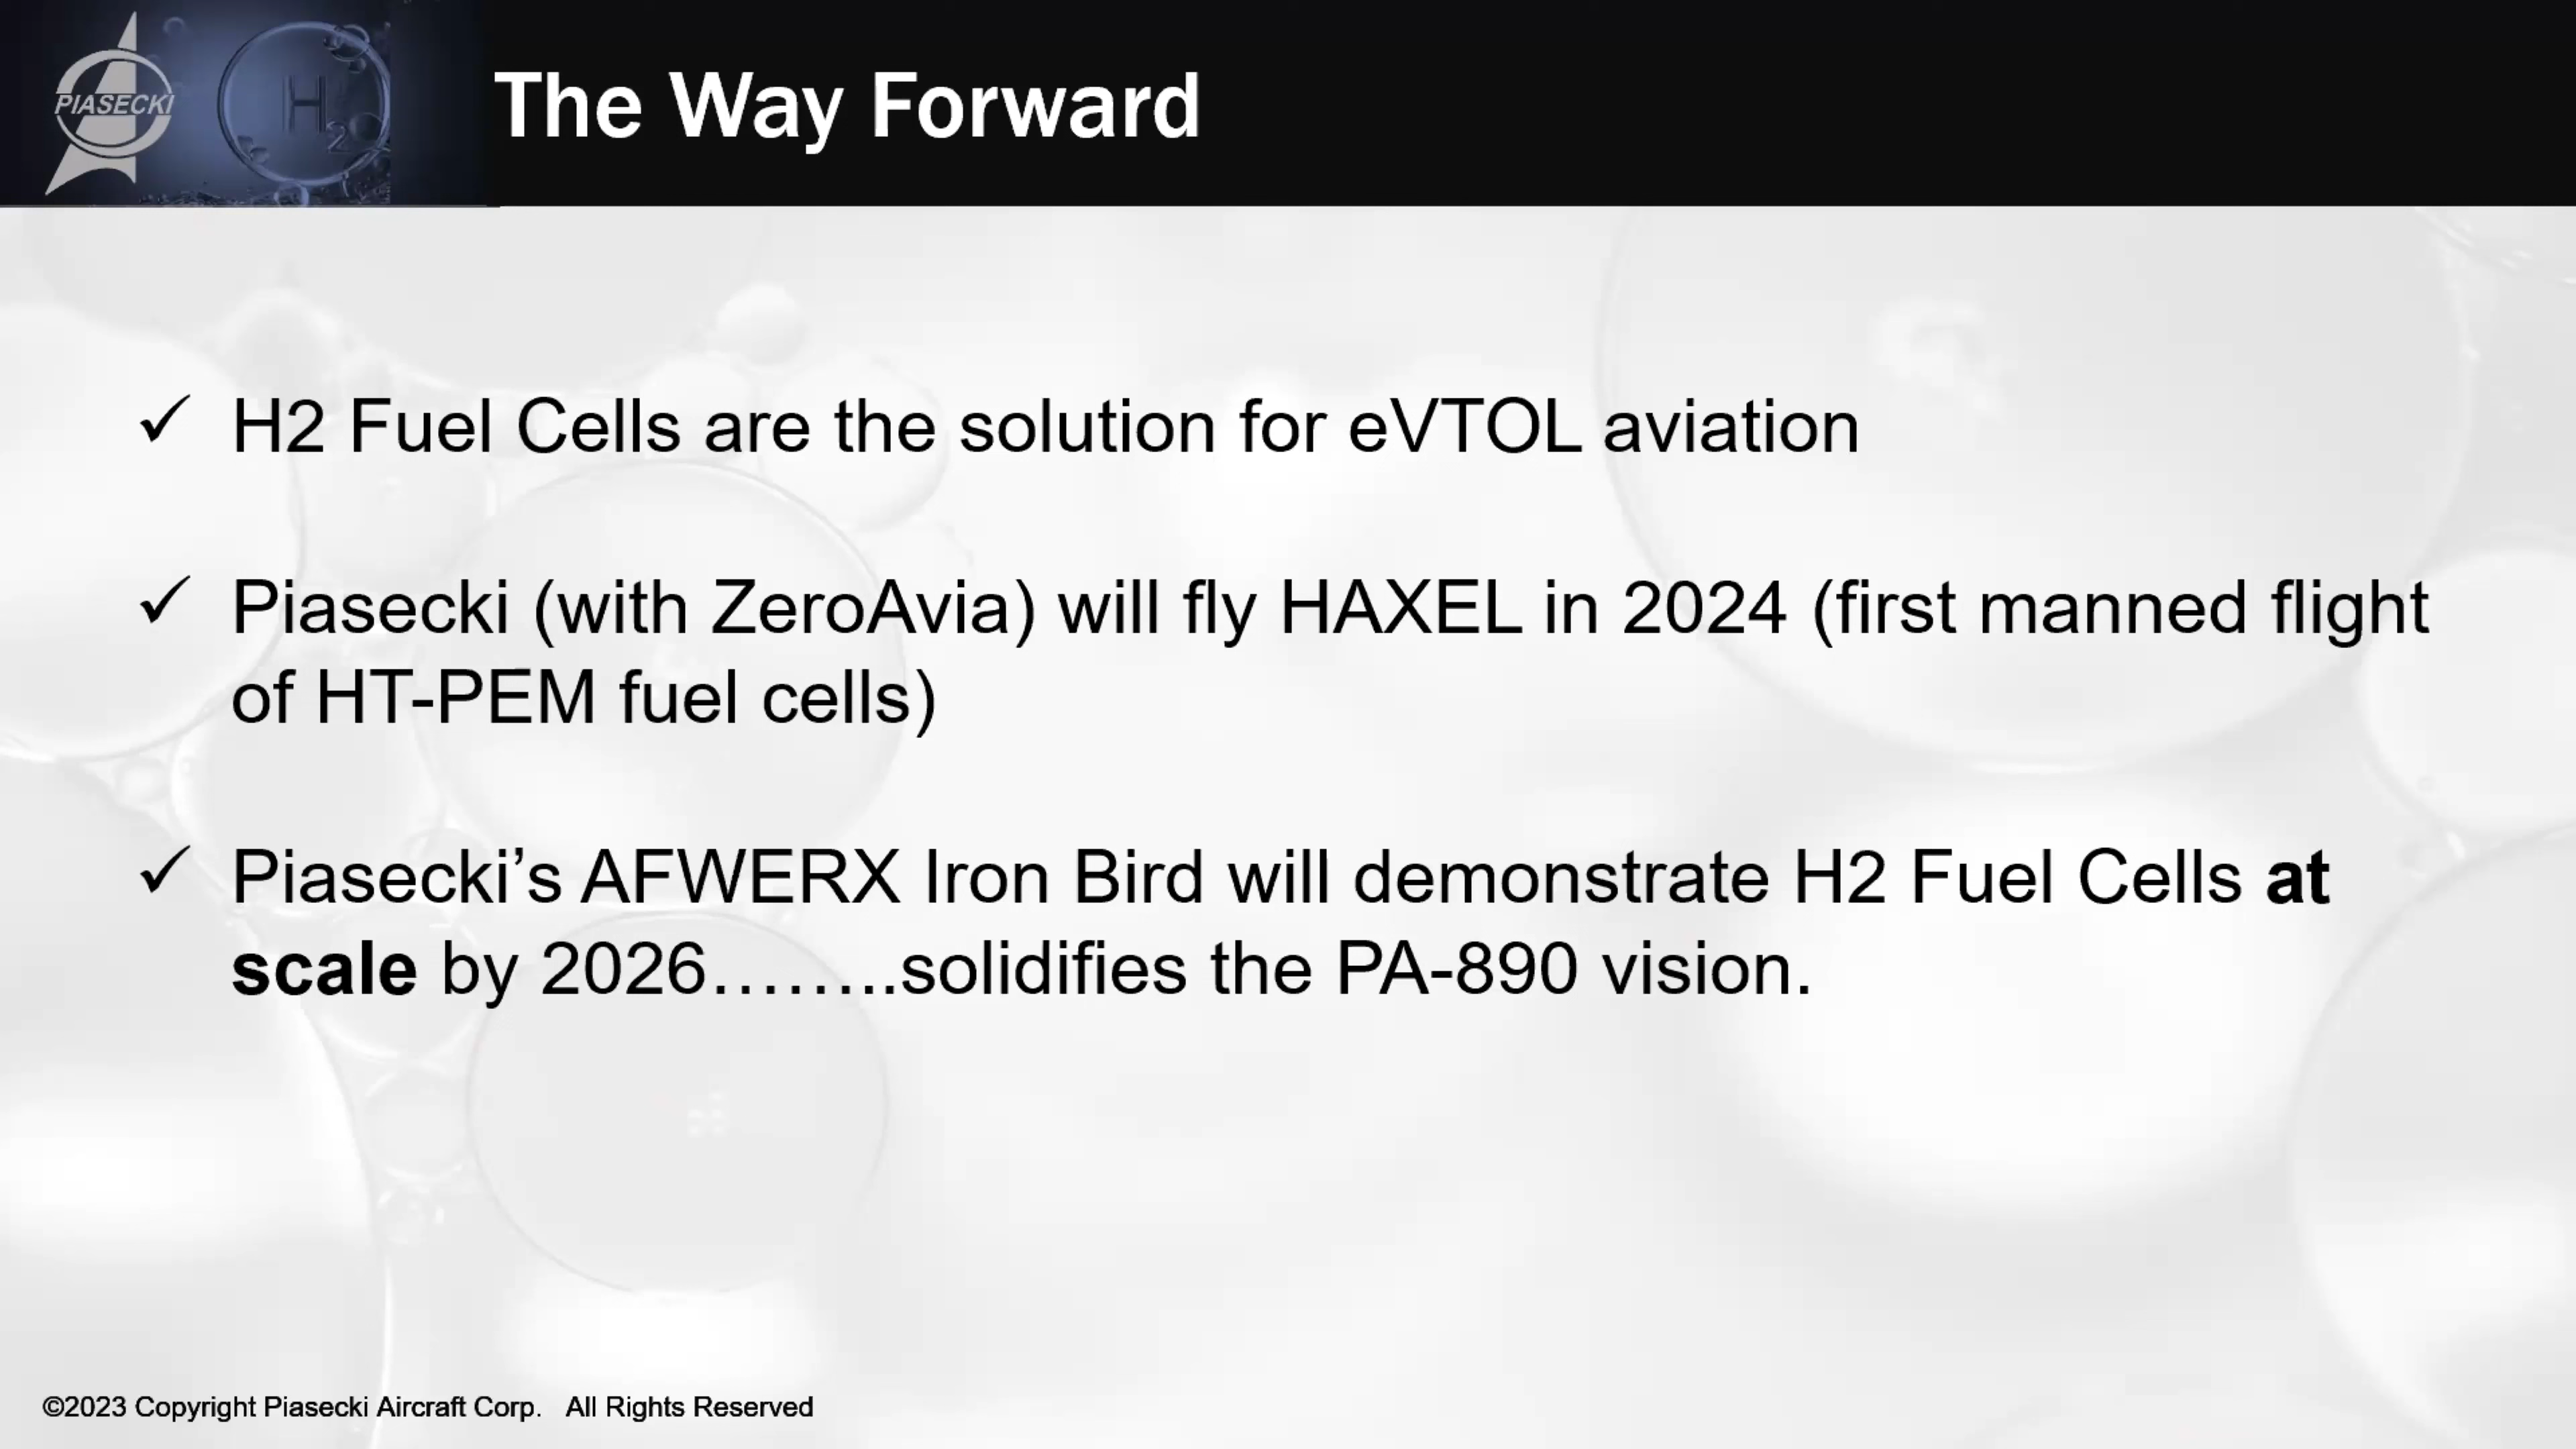 PIASECKI
H2
The Way Forward
✓ H2 Fuel Cells are the solution for eVTOL aviation
✓ Piasecki (with ZeroAvia) will fly HAXEL in 2024 (first manned flight
of HT-PEM fuel cells)
✓ Piasecki’s AFWERX Iron Bird will demonstrate H2 Fuel Cells at
scale by 2026……..solidifies the PA-890 vision.
©2023 Copyright Piasecki Aircraft Corp. All Rights Reserved